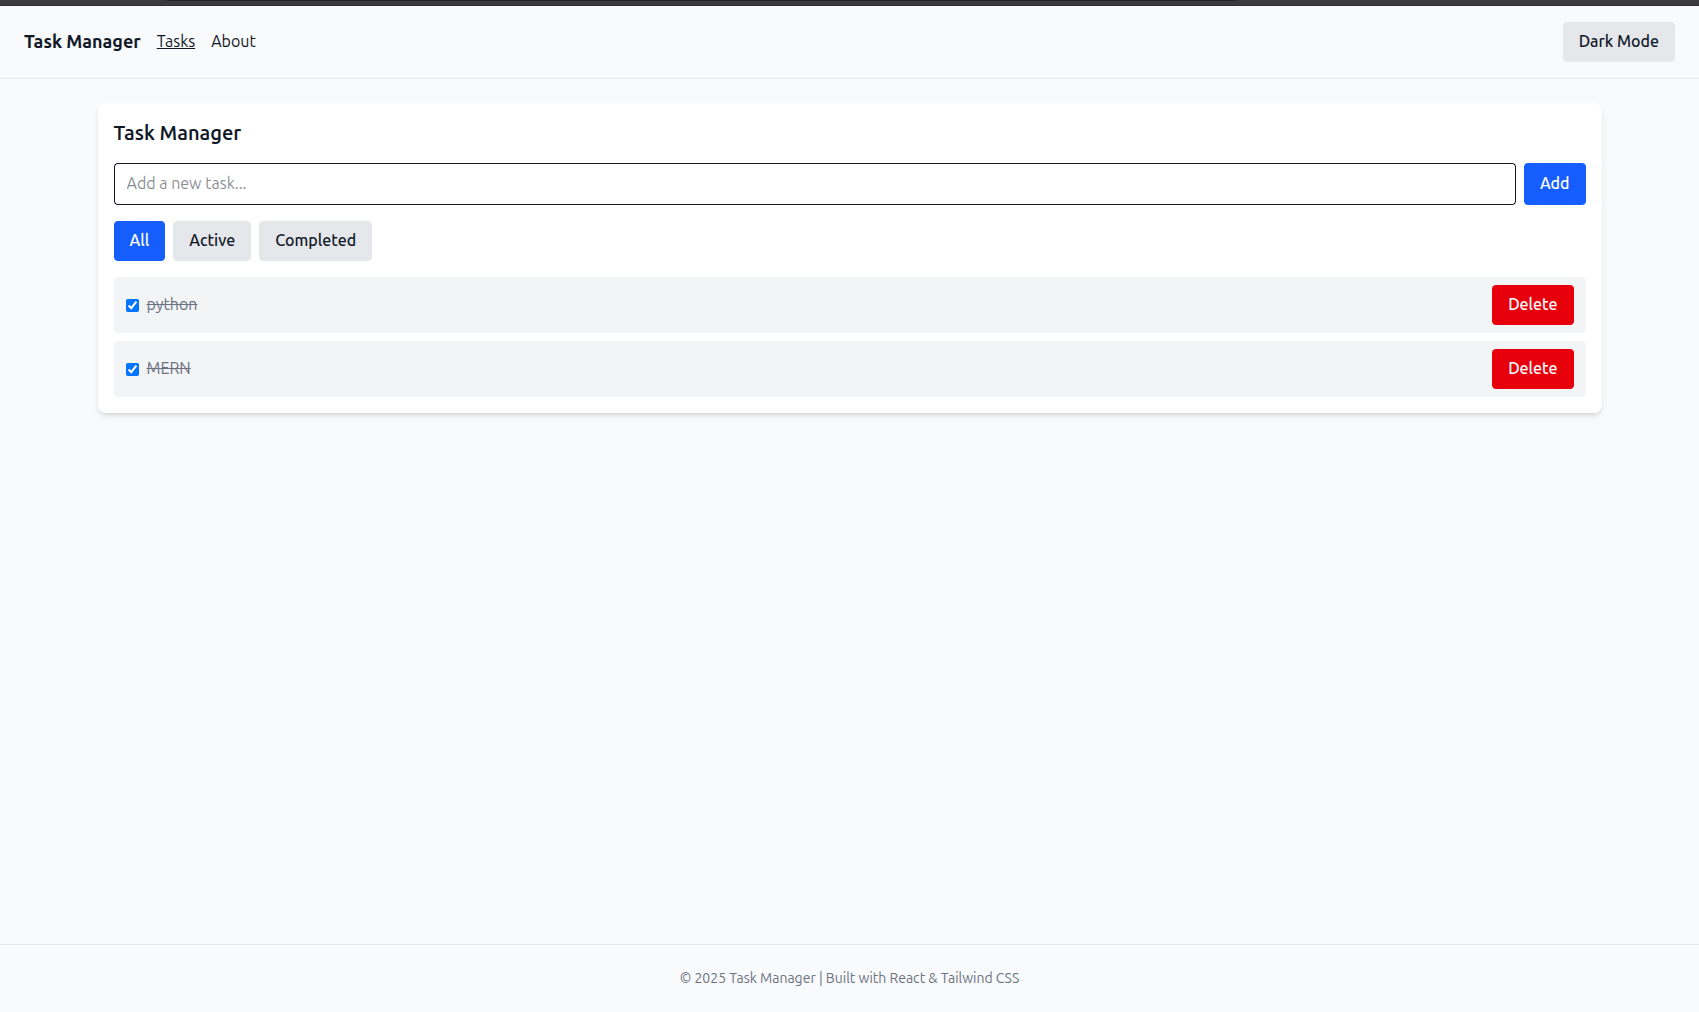 Task Manager Tasks About Dark Mode
Task Manager
Add a new task... Add
All Active Completed
python Delete
MERN Delete
© 2025 Task Manager | Built with React & Tailwind CSS